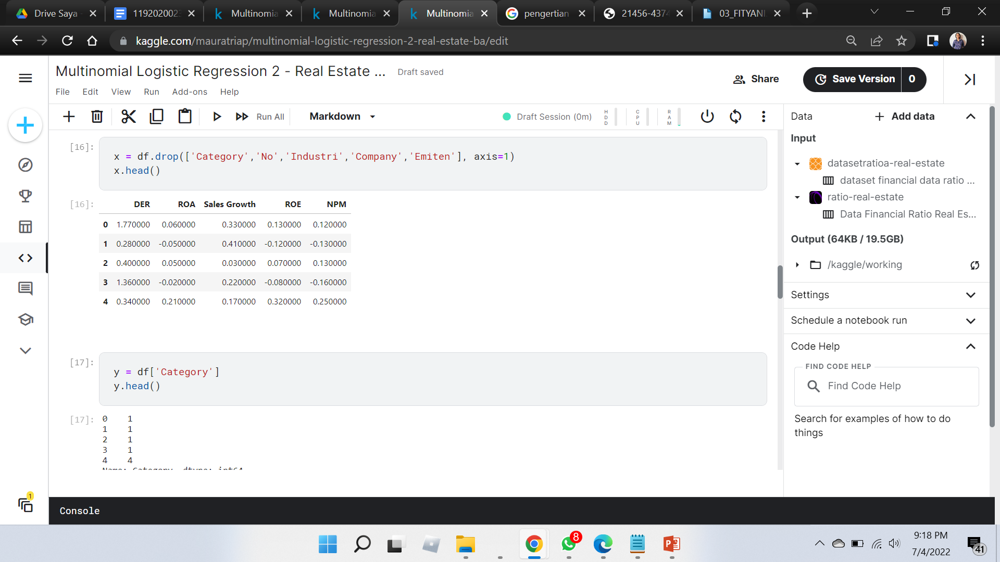 Drive Saya -
1192020023
Multinomia
Multinomia
Multinomia
pengertian
21456-4374
03_FITYANI
kaggle.com/mauratriap/multinomial-logistic-regression-2-real-estate-ba/edit
Multinomial Logistic Regression 2 - Real Estate ...
Draft saved
Share
Save Version
0
File Edit View Run Add-ons Help
Run All
Markdown
Draft Session (0m)
HDD
CPU
RAM
[16]:
x = df.drop(['Category','No','Industri','Company','Emiten'], axis=1)
x.head()
[16]:
DER ROA Sales Growth ROE NPM
0 1.770000 0.060000 0.330000 0.130000 0.120000
1 0.280000 -0.050000 0.410000 -0.120000 -0.130000
2 0.400000 0.050000 0.030000 0.070000 0.130000
3 1.360000 -0.020000 0.220000 -0.080000 -0.160000
4 0.340000 0.210000 0.170000 0.320000 0.250000
[17]:
y = df['Category']
y.head()
[17]:
0 1
1 1
2 1
3 1
4 4
Name: Category, dtype: int64
Data
Add data
Input
datasetratioa-real-estate
dataset financial data ratio ...
ratio-real-estate
Data Financial Ratio Real Es...
Output (64KB / 19.5GB)
/kaggle/working
Settings
Schedule a notebook run
Code Help
FIND CODE HELP
Find Code Help
Search for examples of how to do
things
1
Console
8
9:18 PM
7/4/2022
41